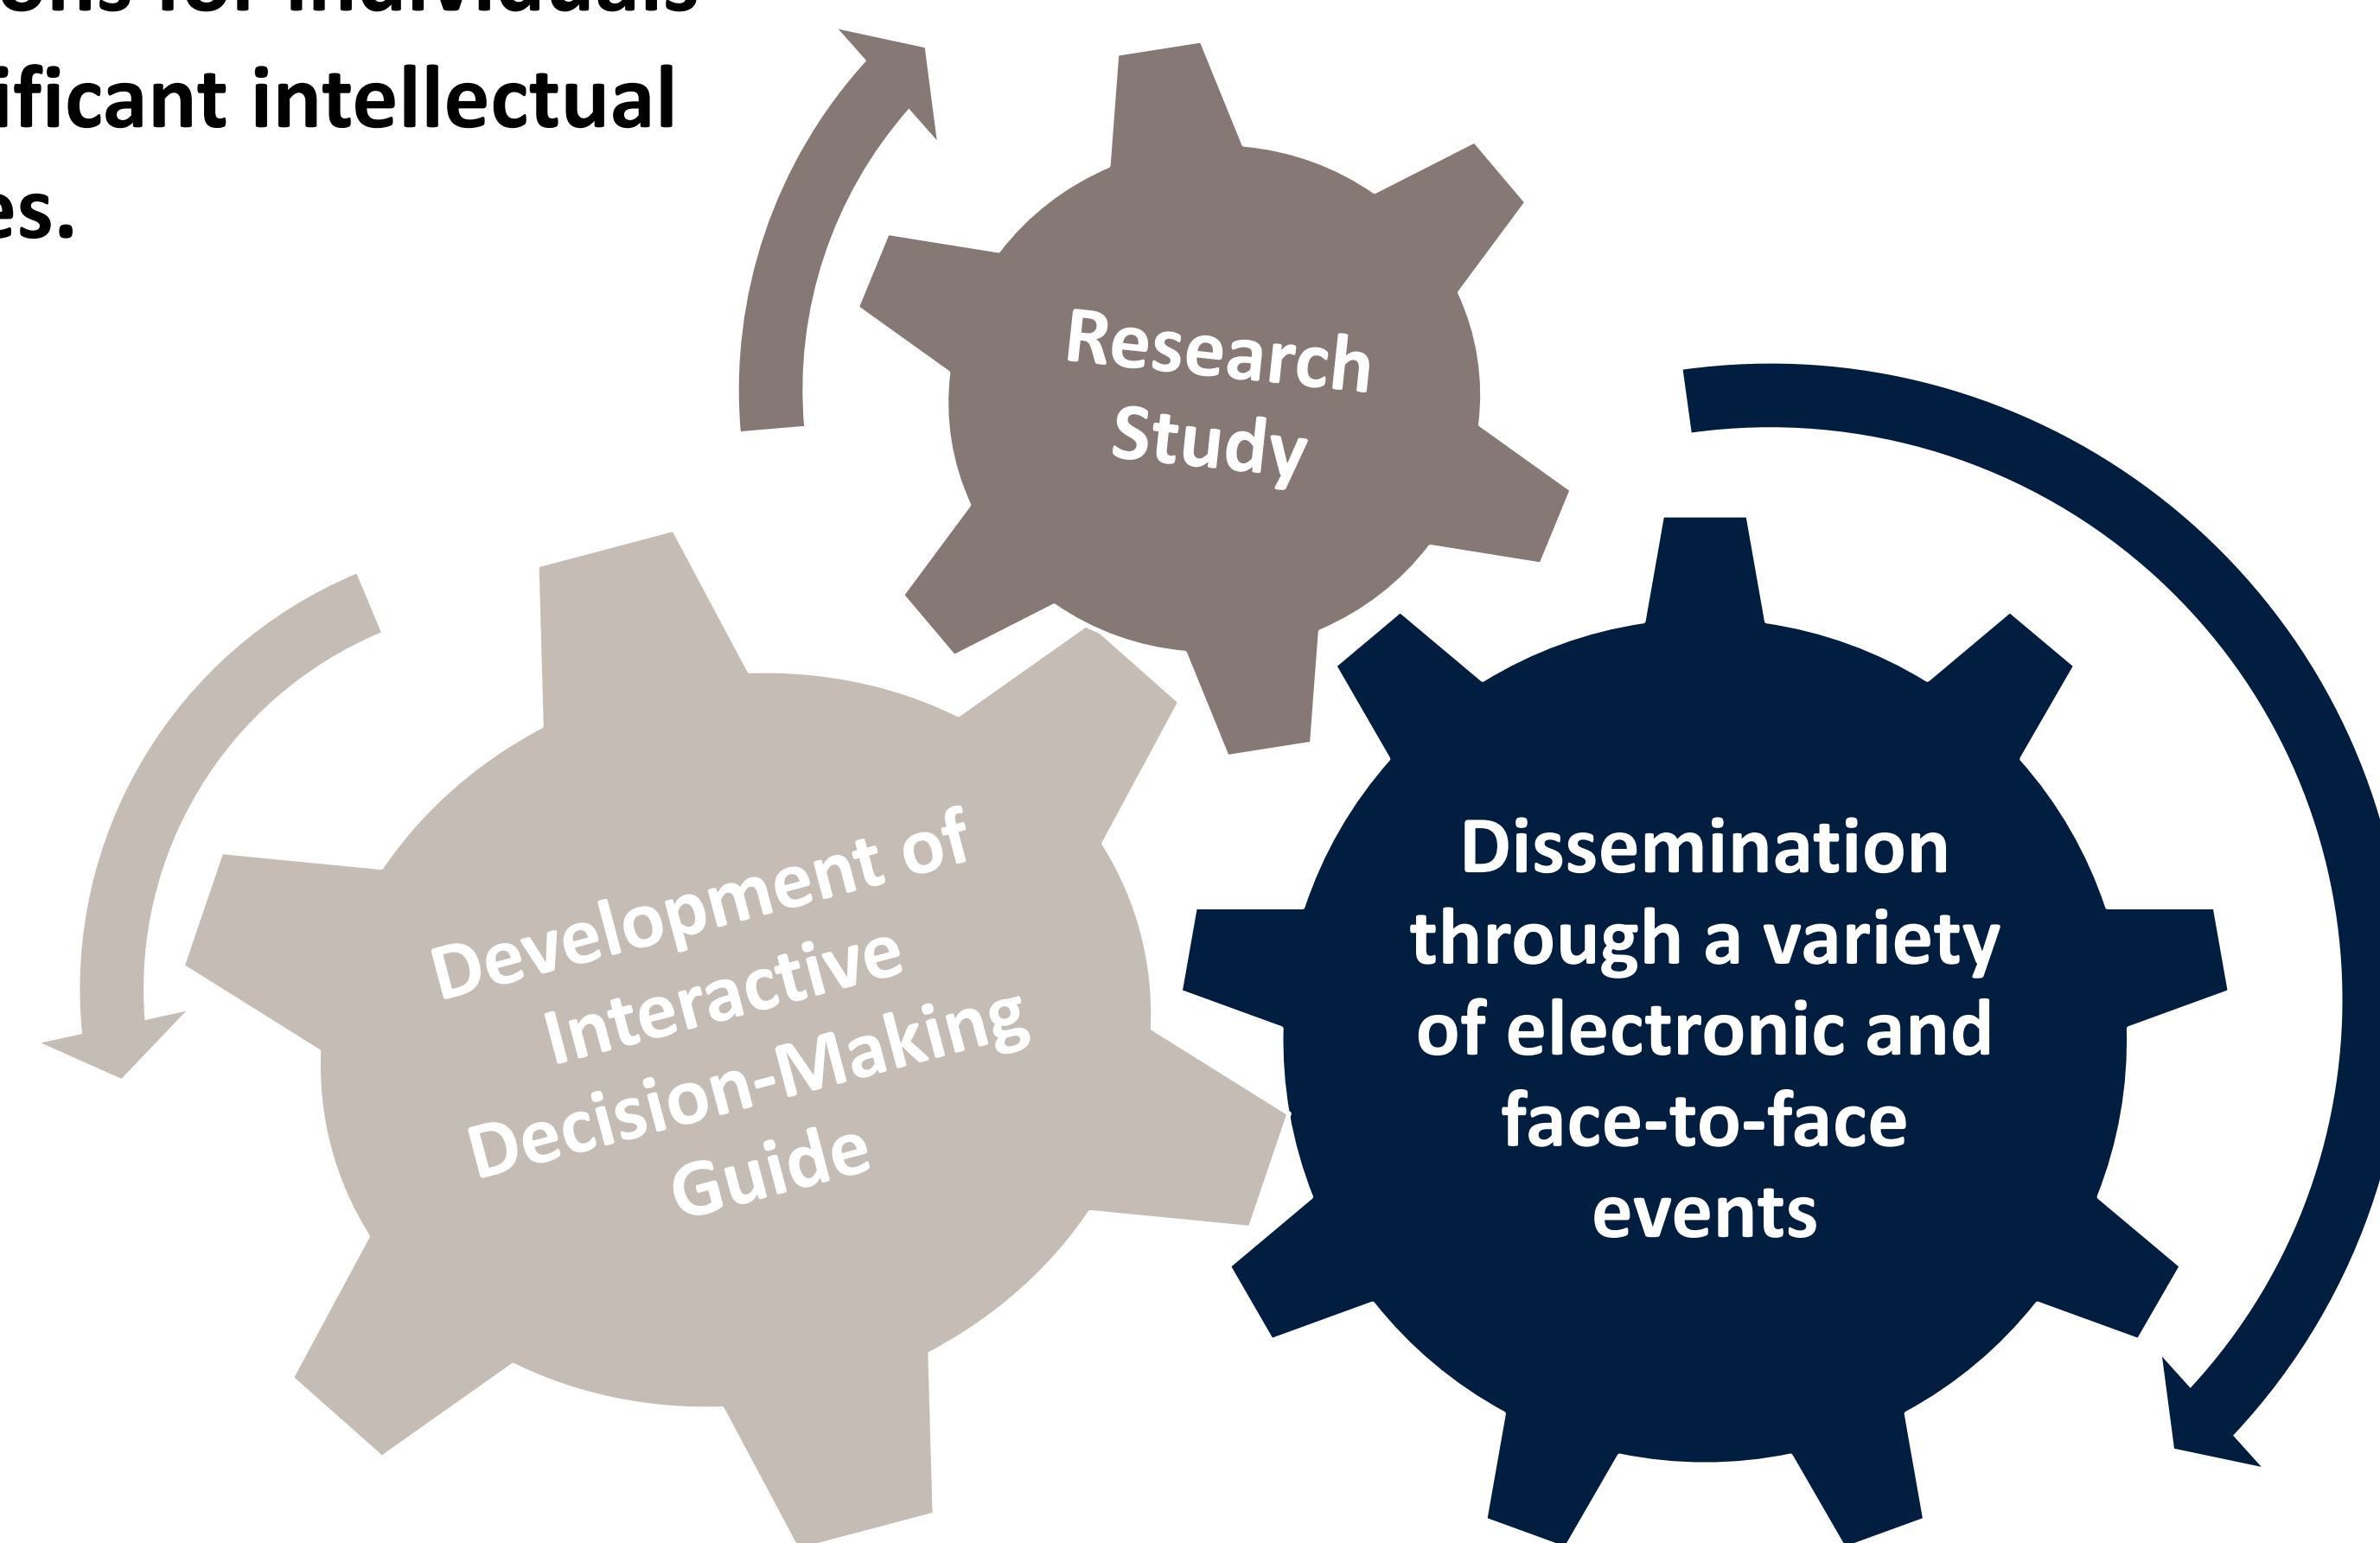 ificant intellectual
es.
Research
Study
Development of
Interactive
Decision-Making
Guide
Dissemination
through a variety
of electronic and
face-to-face
events